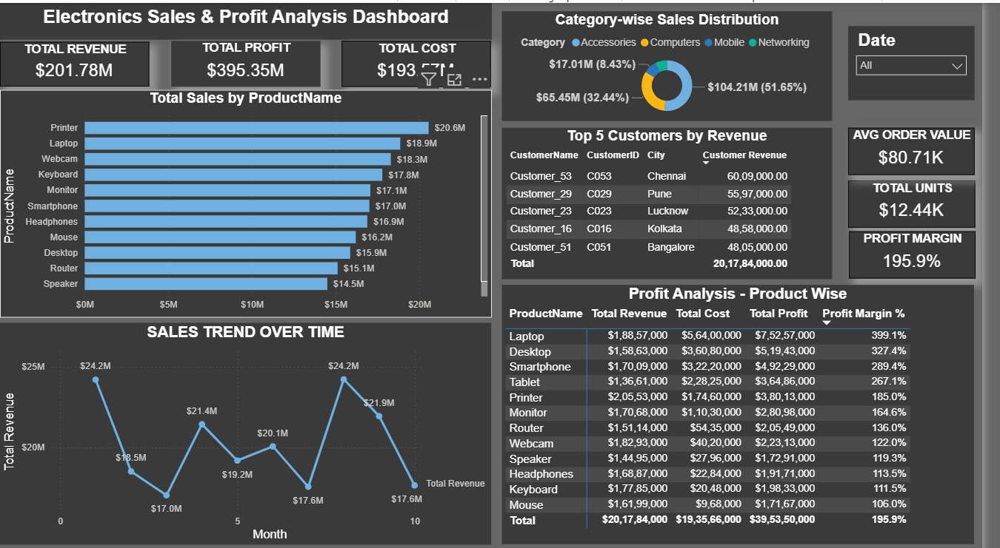 Electronics Sales & Profit Analysis Dashboard
TOTAL REVENUE
$201.78M
TOTAL PROFIT
$395.35M
TOTAL COST
Total Sales by ProductName
ProductName
Printer $20.6M
Laptop $18.9M
Webcam $18.3M
Keyboard $17.8M
Monitor $17.1M
Smartphone $17.0M
Headphones $16.9M
Mouse $16.2M
Desktop $15.9M
Router $15.1M
Speaker $14.5M
$0M $5M $10M $15M $20M
SALES TREND OVER TIME
Total Revenue
$25M
$20M
$24.2M
$18.5M
$17.0M
$21.4M
$19.2M
$20.1M
$17.6M
$24.2M
$21.9M
$17.6M
Total Revenue
0 5 10
Month
Category-wise Sales Distribution
Category Accessories Computers Mobile Networking
$17.01M (8.43%)
$104.21M (51.65%)
$65.45M (32.44%)
Date
All
Top 5 Customers by Revenue
CustomerName CustomerID City Customer Revenue
Customer_53 C053 Chennai 60,09,000.00
Customer_29 C029 Pune 55,97,000.00
Customer_23 C023 Lucknow 52,33,000.00
Customer_16 C016 Kolkata 48,58,000.00
Customer_51 C051 Bangalore 48,05,000.00
Total 20,17,84,000.00
AVG ORDER VALUE
$80.71K
TOTAL UNITS
$12.44K
PROFIT MARGIN
195.9%
Profit Analysis - Product Wise
ProductName Total Revenue Total Cost Total Profit Profit Margin %
Laptop $1,88,57,000 $5,64,00,000 $7,52,57,000 399.1%
Desktop $1,58,63,000 $3,60,80,000 $5,19,43,000 327.4%
Smartphone $1,70,09,000 $3,22,20,000 $4,92,29,000 289.4%
Tablet $1,36,61,000 $2,28,25,000 $3,64,86,000 267.1%
Printer $2,05,53,000 $1,74,60,000 $3,80,13,000 185.0%
Monitor $1,70,68,000 $1,10,30,000 $2,80,98,000 164.6%
Router $1,51,14,000 $54,35,000 $2,05,49,000 136.0%
Webcam $1,82,93,000 $40,20,000 $2,23,13,000 122.0%
Speaker $1,44,95,000 $27,96,000 $1,72,91,000 119.3%
Headphones $1,68,87,000 $22,84,000 $1,91,71,000 113.5%
Keyboard $1,77,85,000 $20,48,000 $1,98,33,000 111.5%
Mouse $1,61,99,000 $9,68,000 $1,71,67,000 106.0%
Total $20,17,84,000 $19,35,66,000 $39,53,50,000 195.9%